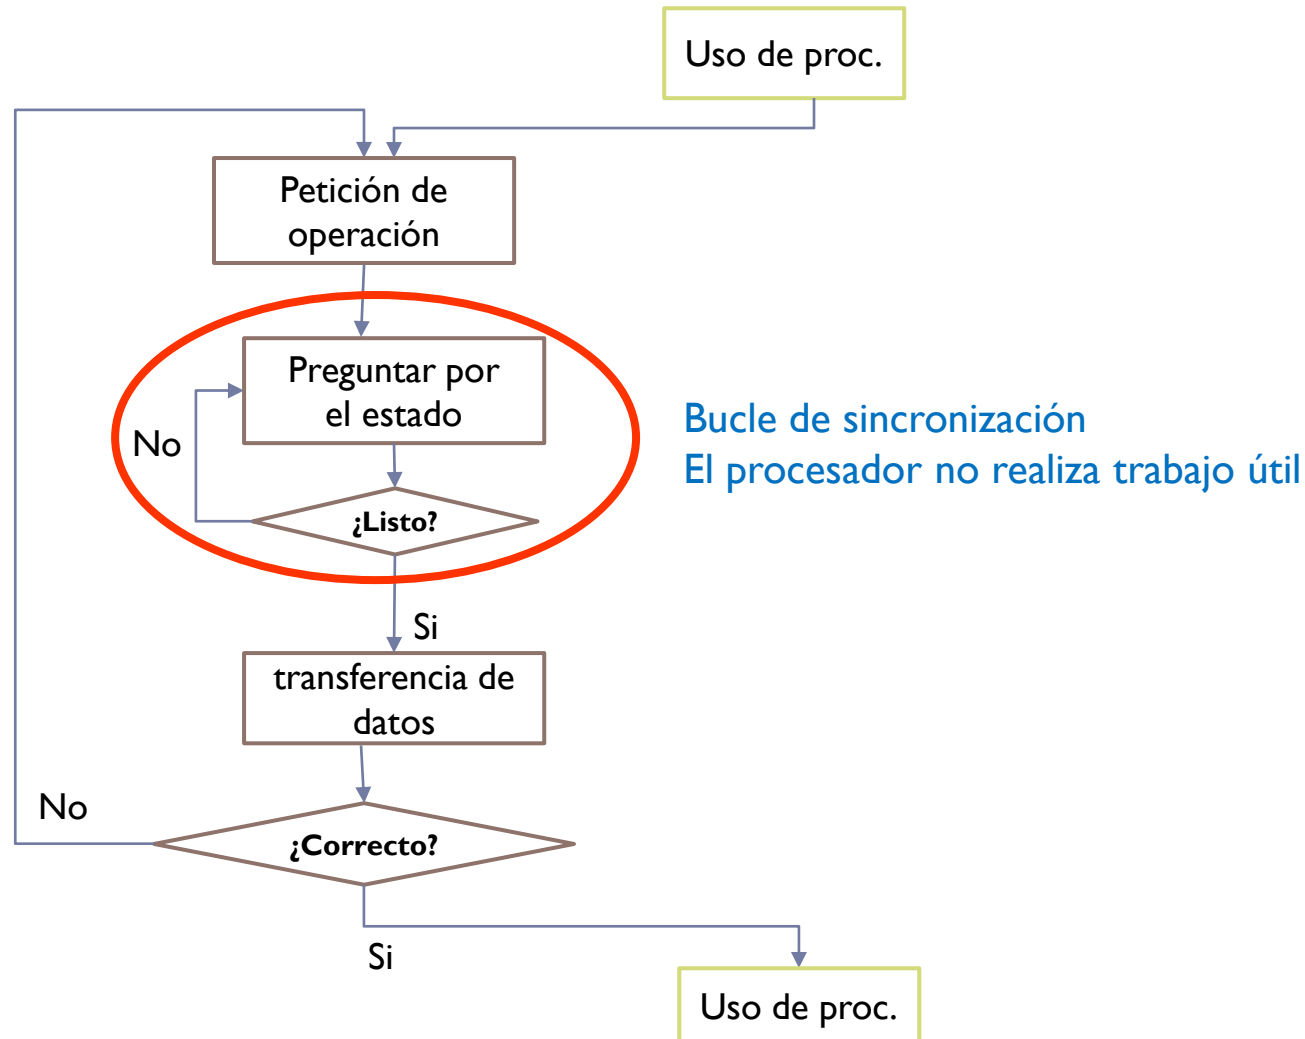 Uso de proc.
Petición de
operación
Preguntar por
el estado
No
¿Listo?
Bucle de sincronización
El procesador no realiza trabajo útil
Si
transferencia de
datos
No
¿Correcto?
Si
Uso de proc.